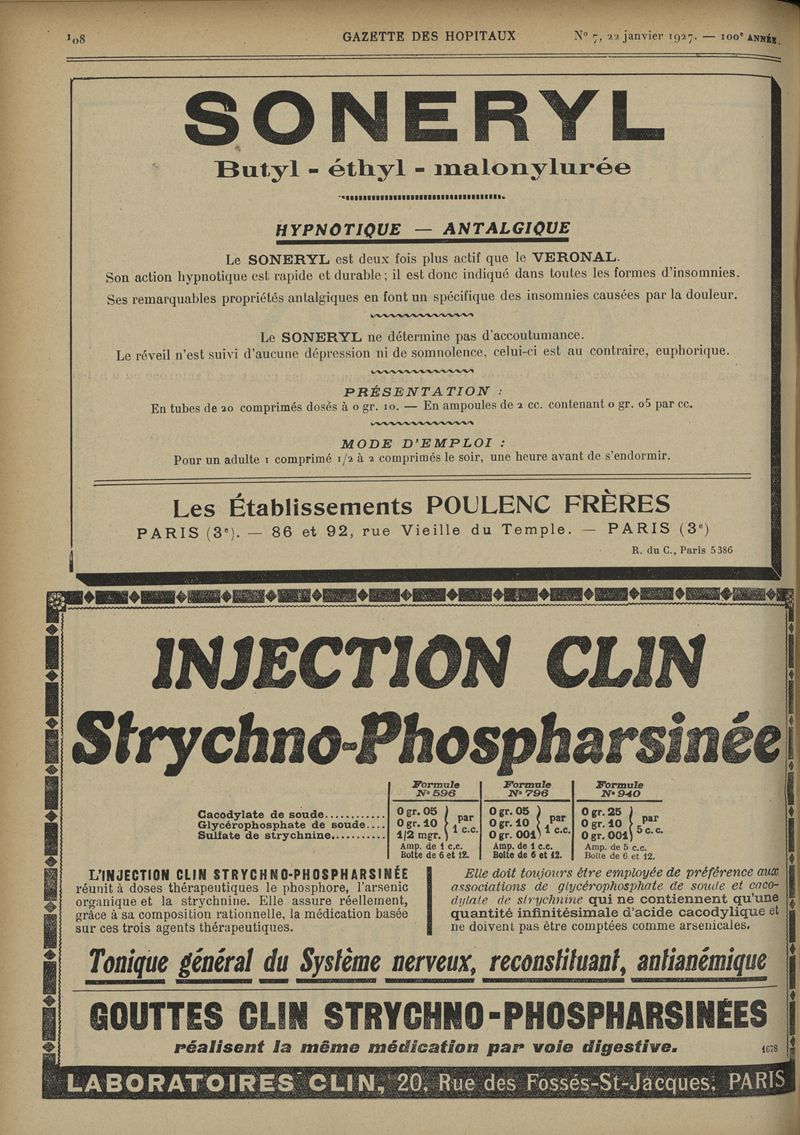 108 GAZETTE DES HOPITAUX N° 7, 22 janvier 1927. — 100e ANNÉE.
SONERYL
Butyl - éthyl - malonylurée
HYPNOTIQUE — ANTALGIQUE
Le SONERYL est deux fois plus actif que le VERONAL.
Son action hypnotique est rapide et durable ; il est donc indiqué dans toutes les formes d'insomnies.
Ses remarquables propriétés antalgiques en font un spécifique des insomnies causées par la douleur.
Le SONERYL ne détermine pas d'accoutumance.
Le réveil n'est suivi d'aucune dépression ni de somnolence, celui-ci est au contraire, euphorique.
PRÉSENTATION :
En tubes de 20 comprimés dosés à 0 gr. 10. — En ampoules de 2 cc. contenant 0 gr. 05 par cc.
MODE D'EMPLOI :
Pour un adulte 1 comprimé 1/2 à 2 comprimés le soir, une heure avant de s'endormir.
Les Établissements POULENC FRÈRES
PARIS (3e). — 86 et 92, rue Vieille du Temple. — PARIS (3e)
R. du C., Paris 5386
INJECTION CLIN
Strychno-Phospharsinée
Formule Formule Formule
N° 596 N° 796 N° 940
Cacodylate de soude........... 0 gr. 05 0 gr. 05 0 gr. 25
Glycérophosphate de soude.... 0 gr. 10 par 1 c.c. 0 gr. 10 par 1 c.c. 0 gr. 10 par 5 c. c.
Sulfate de strychnine.......... 1/2 mgr. 0 gr. 001 0 gr. 001
Amp. de 1 c.c. Amp. de 1 c.c. Amp. de 5 c.c.
Boîte de 6 et 12. Boîte de 6 et 12. Boîte de 6 et 12.
L'INJECTION CLIN STRYCHNO-PHOSPHARSINÉE
réunit à doses thérapeutiques le phosphore, l'arsenic
organique et la strychnine. Elle assure réellement,
grâce à sa composition rationnelle, la médication basée
sur ces trois agents thérapeutiques.
Elle doit toujours être employée de préférence aux
associations de glycérophosphate de soude et caco-
dylate de strychnine qui ne contiennent qu'une
quantité infinitésimale d'acide cacodylique et
ne doivent pas être comptées comme arsenicales.
Tonique général du Système nerveux, reconstituant, antianémique
GOUTTES CLIN STRYCHNO-PHOSPHARSINÉES
réalisent la même médication par voie digestive.
1678
LABORATOIRES CLIN, 20, Rue des Fossés-St-Jacques, PARIS